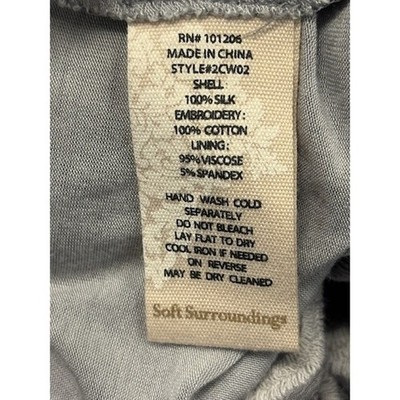 RN# 101206
MADE IN CHINA
STYLE#2CW02
SHELL
100% SILK
EMBROIDERY:
100% COTTON
LINING:
95% VISCOSE
5% SPANDEX
HAND WASH COLD
SEPARATELY
DO NOT BLEACH
LAY FLAT TO DRY
COOL IRON IF NEEDED
ON REVERSE
MAY BE DRY CLEANED
Soft Surroundings